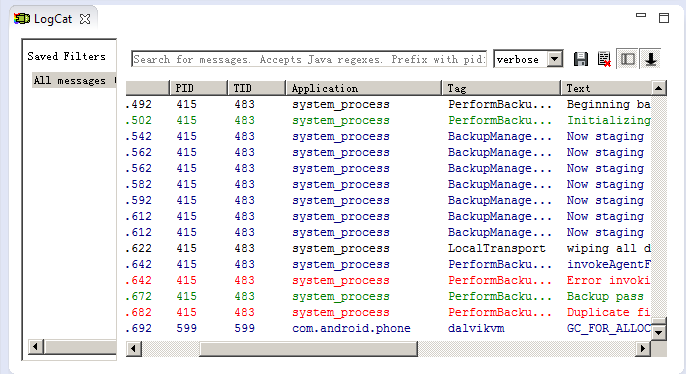 LogCat
Saved Filters
All messages
Search for messages. Accepts Java regexes. Prefix with pid:
verbose
PID TID Application Tag Text
.492 415 483 system_process PerformBacku... Beginning ba
.502 415 483 system_process PerformBacku... Initializing
.542 415 483 system_process BackupManage... Now staging
.562 415 483 system_process BackupManage... Now staging
.562 415 483 system_process BackupManage... Now staging
.582 415 483 system_process BackupManage... Now staging
.592 415 483 system_process BackupManage... Now staging
.612 415 483 system_process BackupManage... Now staging
.612 415 483 system_process BackupManage... Now staging
.622 415 483 system_process LocalTransport wiping all d
.642 415 483 system_process PerformBacku... invokeAgentF
.642 415 483 system_process PerformBacku... Error invoki
.672 415 483 system_process PerformBacku... Backup pass
.682 415 483 system_process PerformBacku... Duplicate fi
.692 599 599 com.android.phone dalvikvm GC_FOR_ALLOC